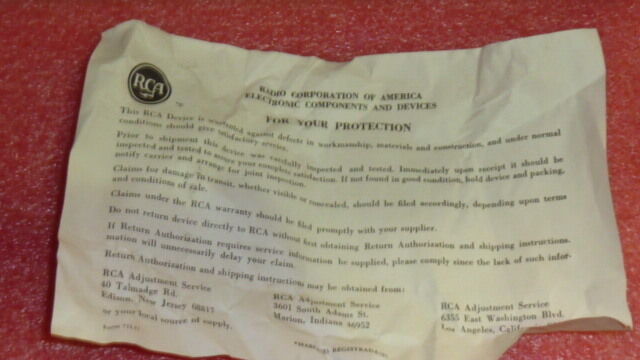 RCA
TM
RADIO CORPORATION OF AMERICA
ELECTRONIC COMPONENTS AND DEVICES
FOR YOUR PROTECTION
This RCA Device is warranted against defects in workmanship, materials and construction, and under normal
conditions should give satisfactory service.
Prior to shipment this device was carefully inspected and tested. Immediately upon receipt it should be
inspected and tested to assure your complete satisfaction. If not found in good condition, hold device and packing,
notify carrier and arrange for joint inspection.
Claims for damage in transit, whether visible or concealed, should be filed accordingly, depending upon terms
and conditions of sale.
Claims under the RCA warranty should be filed promptly with your supplier.
Do not return device directly to RCA without first obtaining Return Authorization and shipping instructions.
If Return Authorization requires service information be supplied, please comply since the lack of such infor-
mation will unnecessarily delay your claim.
Return Authorization and shipping instructions may be obtained from:
RCA Adjustment Service
40 Talmadge Rd.
Edison, New Jersey 08817
RCA Adjustment Service
3601 South Adams St.
Marion, Indiana 46952
RCA Adjustment Service
6355 East Washington Blvd.
Los Angeles,
or your local source of supply.